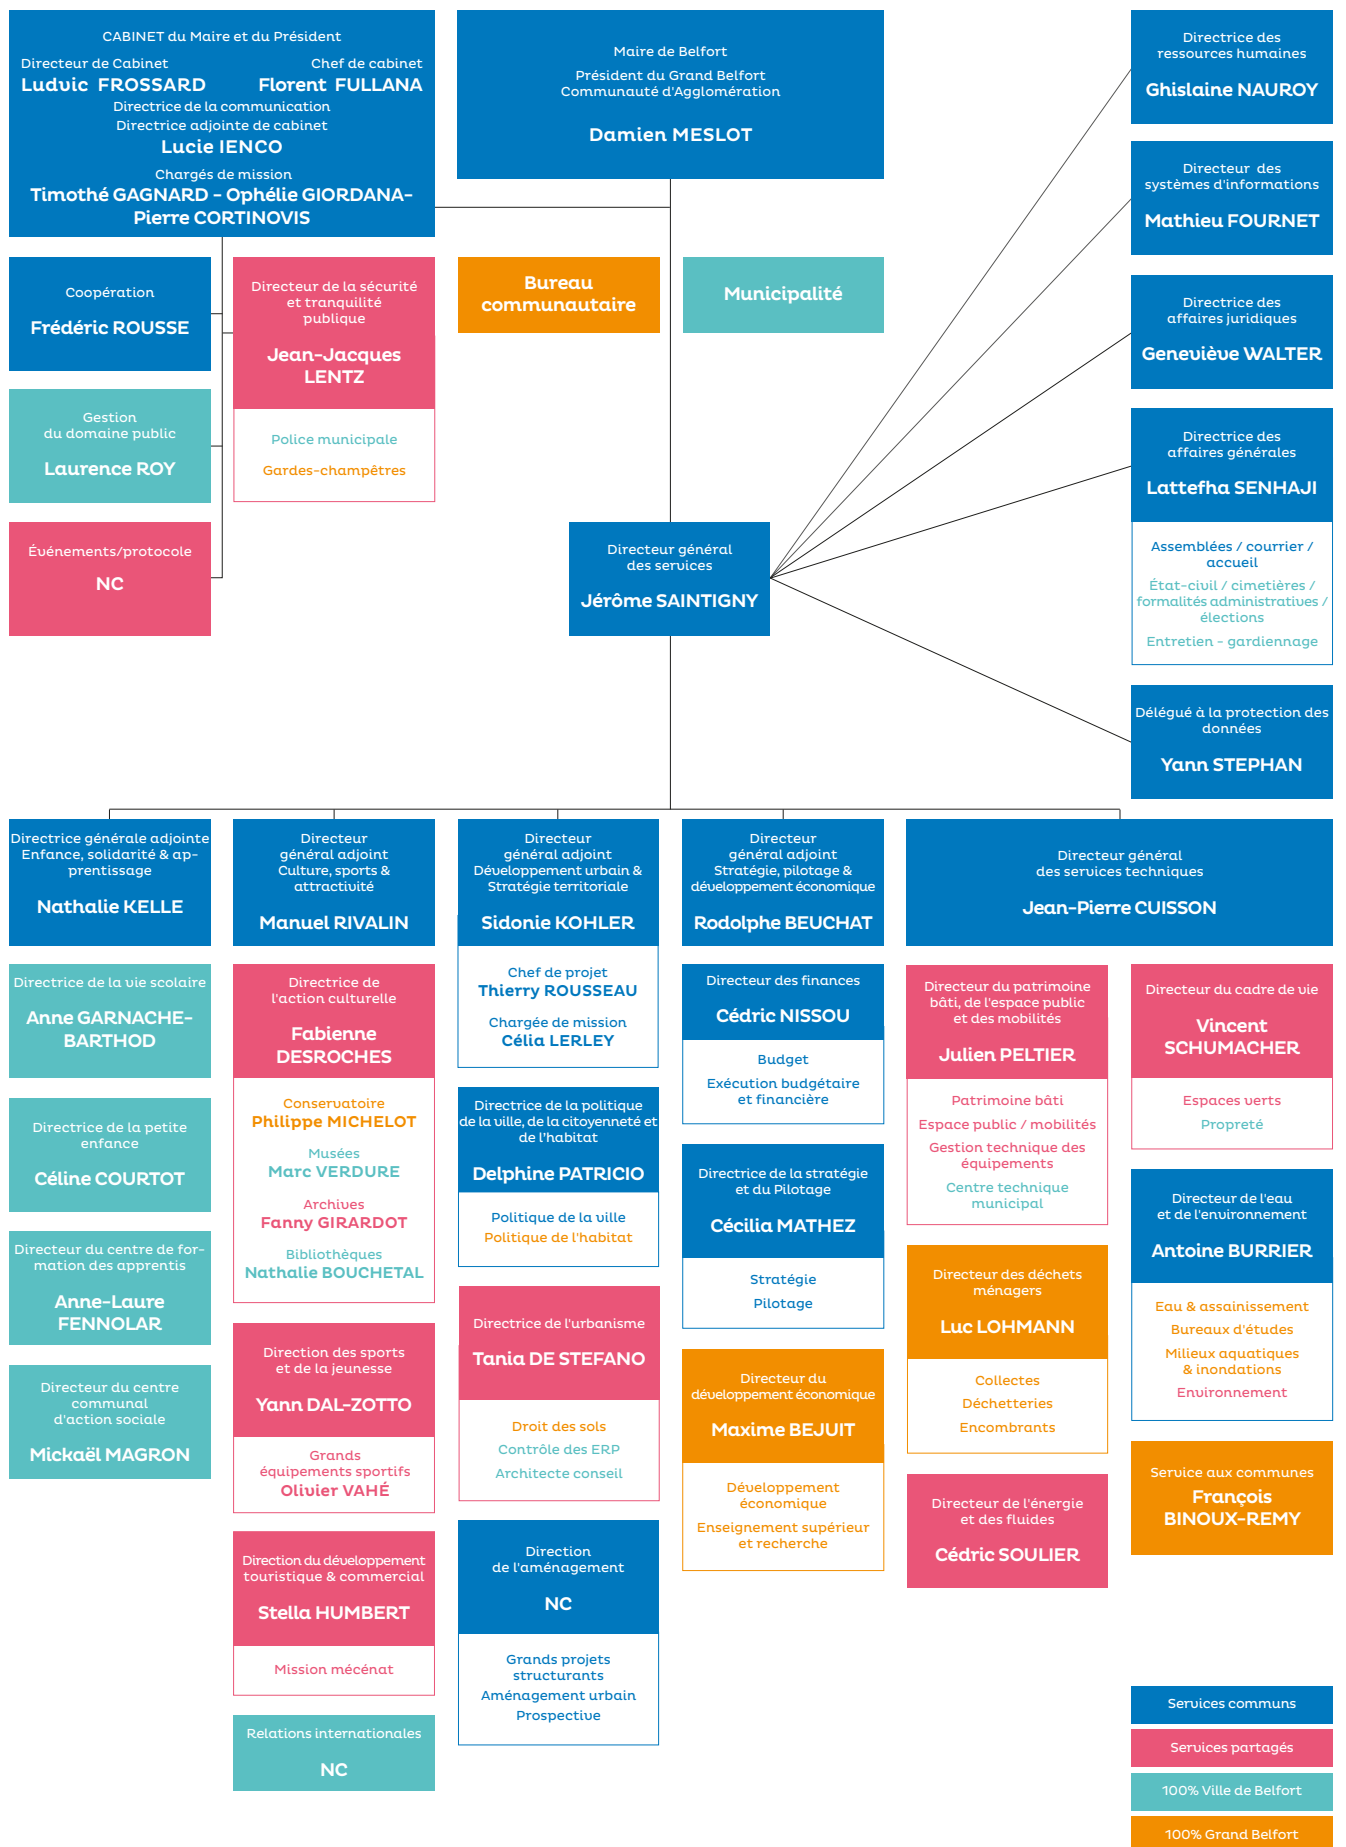 CABINET du Maire et du Président
Directeur de Cabinet
Ludvic FROSSARD
Chef de cabinet
Florent FULLANA
Directrice de la communication
Directrice adjointe de cabinet
Lucie IENCO
Chargés de mission
Timothé GAGNARD - Ophélie GIORDANA-
Pierre CORTINOVIS
Maire de Belfort
Président du Grand Belfort
Communauté d'Agglomération
Damien MESLOT
Directrice des
ressources humaines
Ghislaine NAUROY
Directeur des
systèmes d'informations
Mathieu FOURNET
Directrice des
affaires juridiques
Geneviève WALTER
Directrice des
affaires générales
Lattefha SENHAJI
Assemblées / courrier /
accueil
État-civil / cimetières /
formalités administratives /
élections
Entretien - gardiennage
Délégué à la protection des
données
Yann STEPHAN
Coopération
Frédéric ROUSSE
Gestion
du domaine public
Laurence ROY
Événements/protocole
NC
Directeur de la sécurité
et tranquilité
publique
Jean-Jacques
LENTZ
Police municipale
Gardes-champêtres
Bureau
communautaire
Municipalité
Directeur général
des services
Jérôme SAINTIGNY
Directrice générale adjointe
Enfance, solidarité & ap-
prentissage
Nathalie KELLE
Directrice de la vie scolaire
Anne GARNACHE-
BARTHOD
Directrice de la petite
enfance
Céline COURTOT
Directeur du centre de for-
mation des apprentis
Anne-Laure
FENNOLAR
Directeur du centre
communal
d'action sociale
Mickaël MAGRON
Directeur
général adjoint
Culture, sports &
attractivité
Manuel RIVALIN
Directrice de
l'action culturelle
Fabienne
DESROCHES
Conservatoire
Philippe MICHELOT
Musées
Marc VERDURE
Archives
Fanny GIRARDOT
Bibliothèques
Nathalie BOUCHETAL
Direction des sports
et de la jeunesse
Yann DAL-ZOTTO
Grands
équipements sportifs
Olivier VAHÉ
Direction du développement
touristique & commercial
Stella HUMBERT
Mission mécénat
Relations internationales
NC
Directeur
général adjoint
Développement urbain &
Stratégie territoriale
Sidonie KOHLER
Chef de projet
Thierry ROUSSEAU
Chargée de mission
Célia LERLEY
Directrice de la politique
de la ville, de la citoyenneté et
de l'habitat
Delphine PATRICIO
Politique de la ville
Politique de l'habitat
Directrice de l'urbanisme
Tania DE STEFANO
Droit des sols
Contrôle des ERP
Architecte conseil
Direction
de l'aménagement
NC
Grands projets
structurants
Aménagement urbain
Prospective
Directeur
général adjoint
Stratégie, pilotage &
développement économique
Rodolphe BEUCHAT
Directeur des finances
Cédric NISSOU
Budget
Exécution budgétaire
et financière
Directrice de la stratégie
et du Pilotage
Cécilia MATHEZ
Stratégie
Pilotage
Directeur du
développement économique
Maxime BEJUIT
Développement
économique
Enseignement supérieur
et recherche
Directeur général
des services techniques
Jean-Pierre CUISSON
Directeur du patrimoine
bâti, de l'espace public
et des mobilités
Julien PELTIER
Patrimoine bâti
Espace public / mobilités
Gestion technique des
équipements
Centre technique
municipal
Directeur des déchets
ménagers
Luc LOHMANN
Collectes
Déchetteries
Encombrants
Directeur de l'énergie
et des fluides
Cédric SOULIER
Directeur du cadre de vie
Vincent
SCHUMACHER
Espaces verts
Propreté
Directeur de l'eau
et de l'environnement
Antoine BURRIER
Eau & assainissement
Bureaux d'études
Milieux aquatiques
& inondations
Environnement
Service aux communes
François
BINOUX-REMY
Services communs
Services partagés
100% Ville de Belfort
100% Grand Belfort